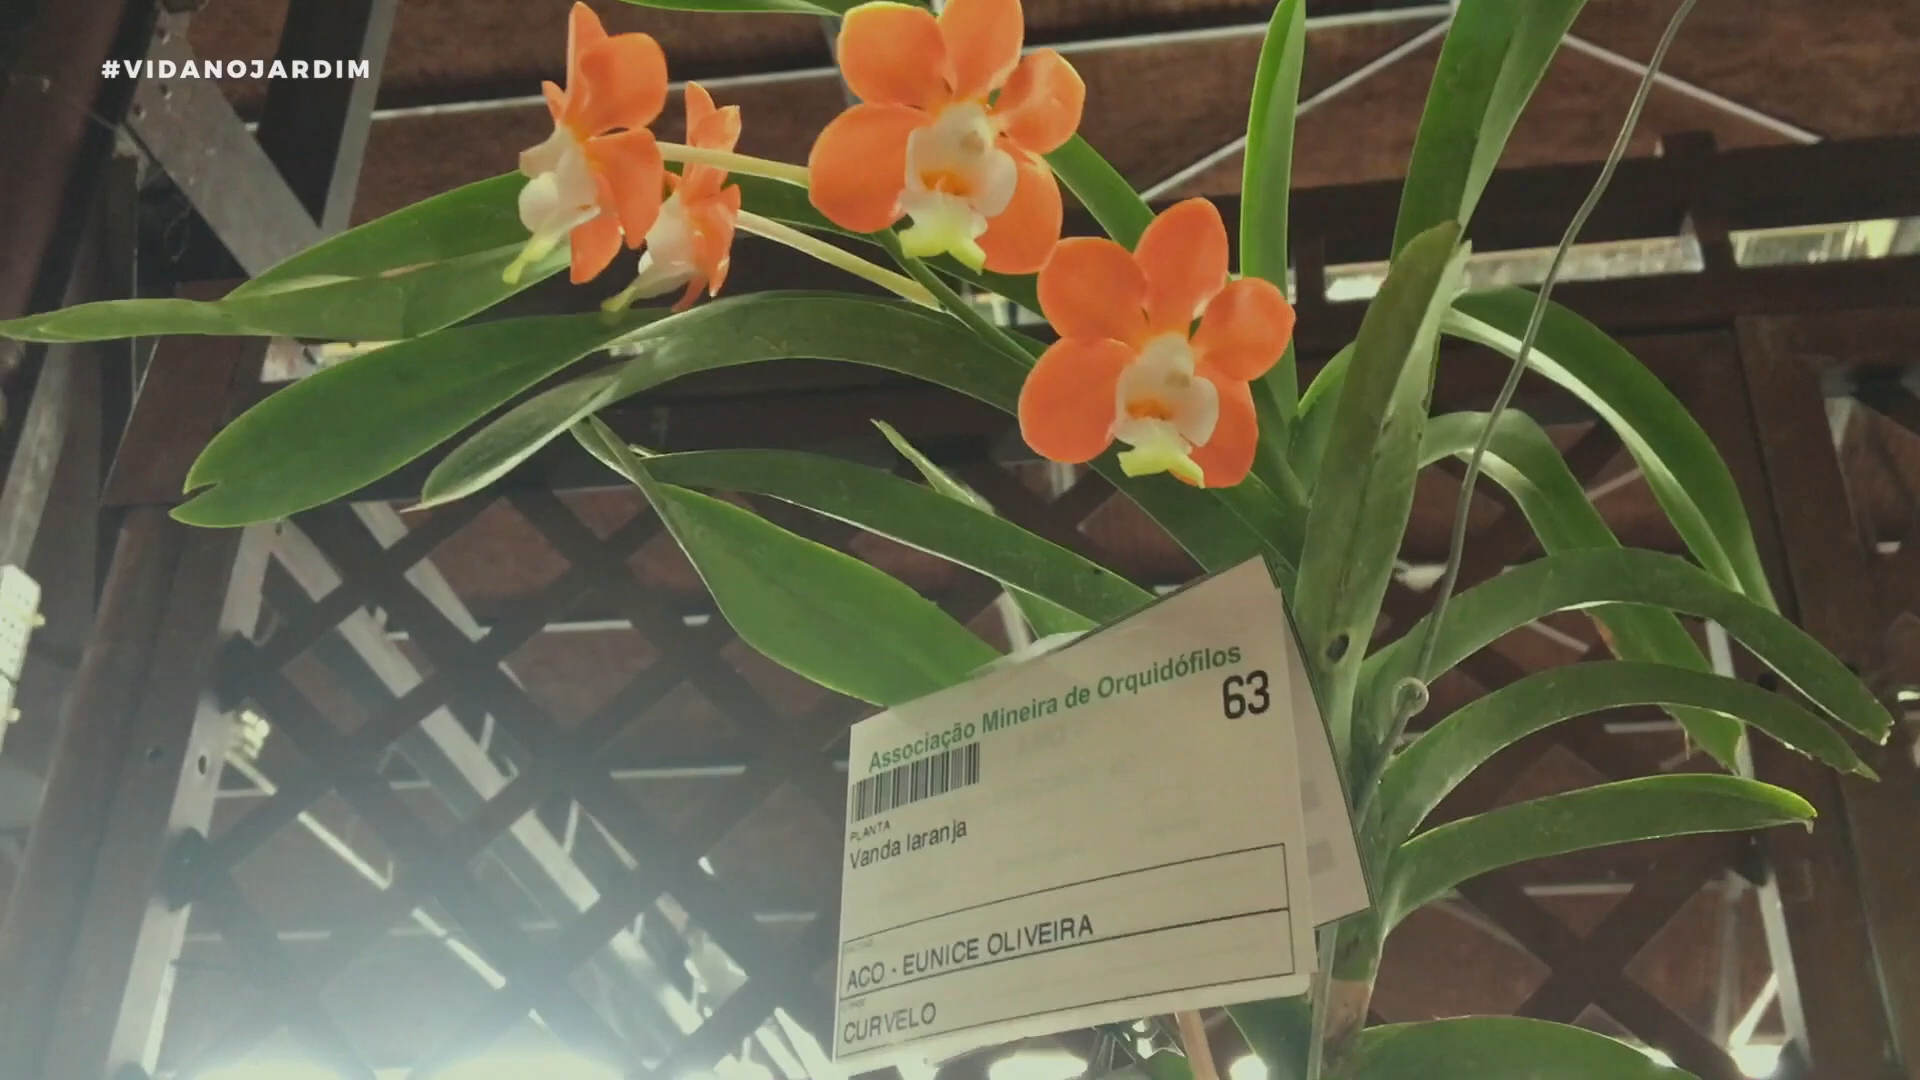 #VIDANOJARDIM
Associação Mineira de Orquidófilos
63
PLANTA
Vanda laranja
ACO - EUNICE OLIVEIRA
CURVELO